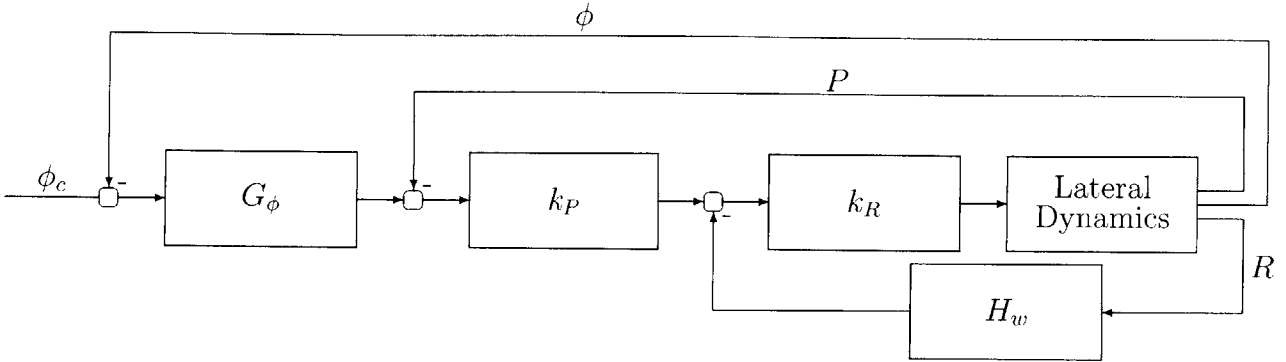 ϕ
P
ϕ_c
-
G_ϕ
-
k_P
-
k_R
Lateral
Dynamics
R
H_w